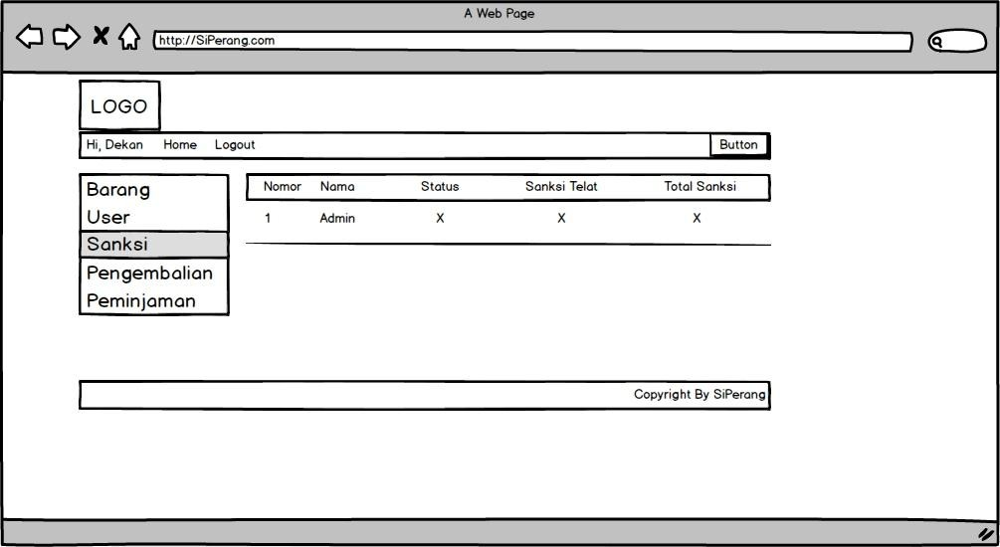 A Web Page
http://SiPerang.com
LOGO
Hi, Dekan Home Logout Button
Barang
User
Sanksi
Pengembalian
Peminjaman
Nomor Nama Status Sanksi Telat Total Sanksi
1 Admin X X X
Copyright By SiPerang